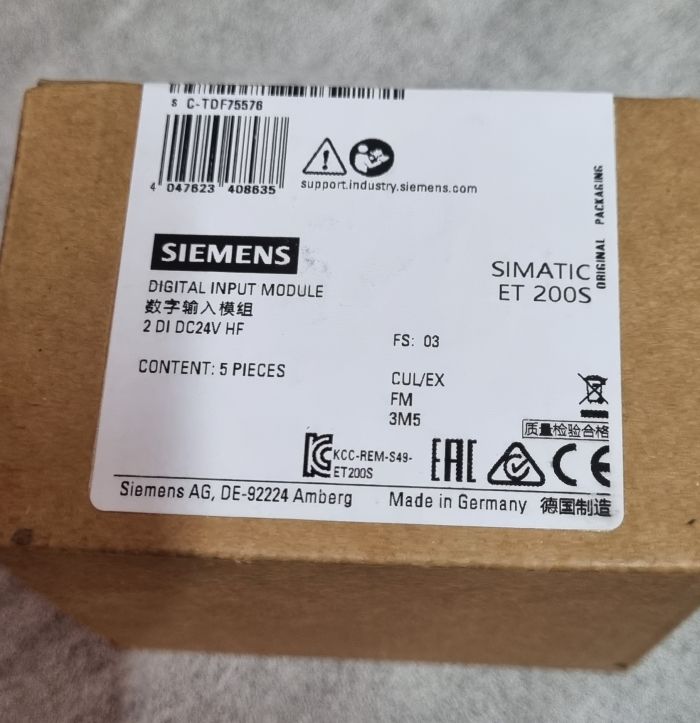 S C-TDF75576
4 047623 408635
support.industry.siemens.com
ORIGINAL PACKAGING
SIEMENS
SIMATIC
ET 200S
DIGITAL INPUT MODULE
数字输入模组
2 DI DC24V HF
FS: 03
CONTENT: 5 PIECES
CUL/EX
FM
3M5
质量检验合格
KCC-REM-S49-
ET200S
EAC
CE
Siemens AG, DE-92224 Amberg
Made in Germany 德国制造